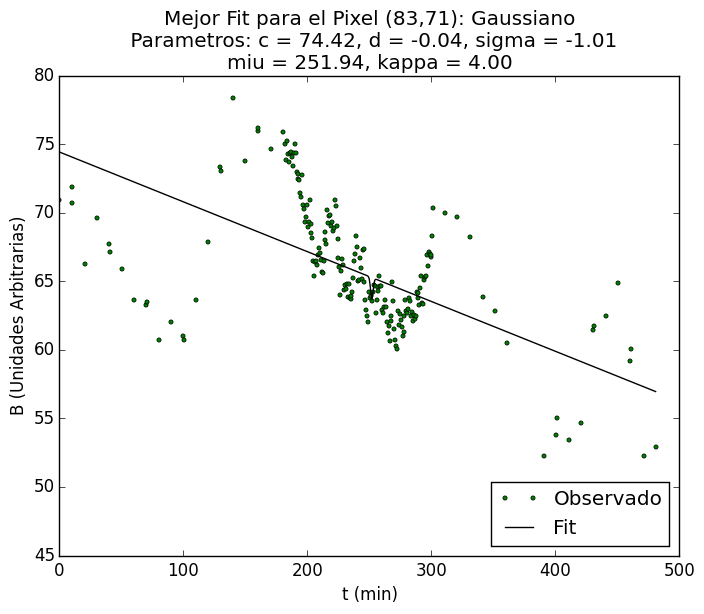 Mejor Fit para el Pixel (83,71): Gaussiano
Parametros: c = 74.42, d = -0.04, sigma = -1.01
miu = 251.94, kappa = 4.00
80
75
70
65
60
55
50
45
B (Unidades Arbitrarias)
Observado
Fit
0 100 200 300 400 500
t (min)